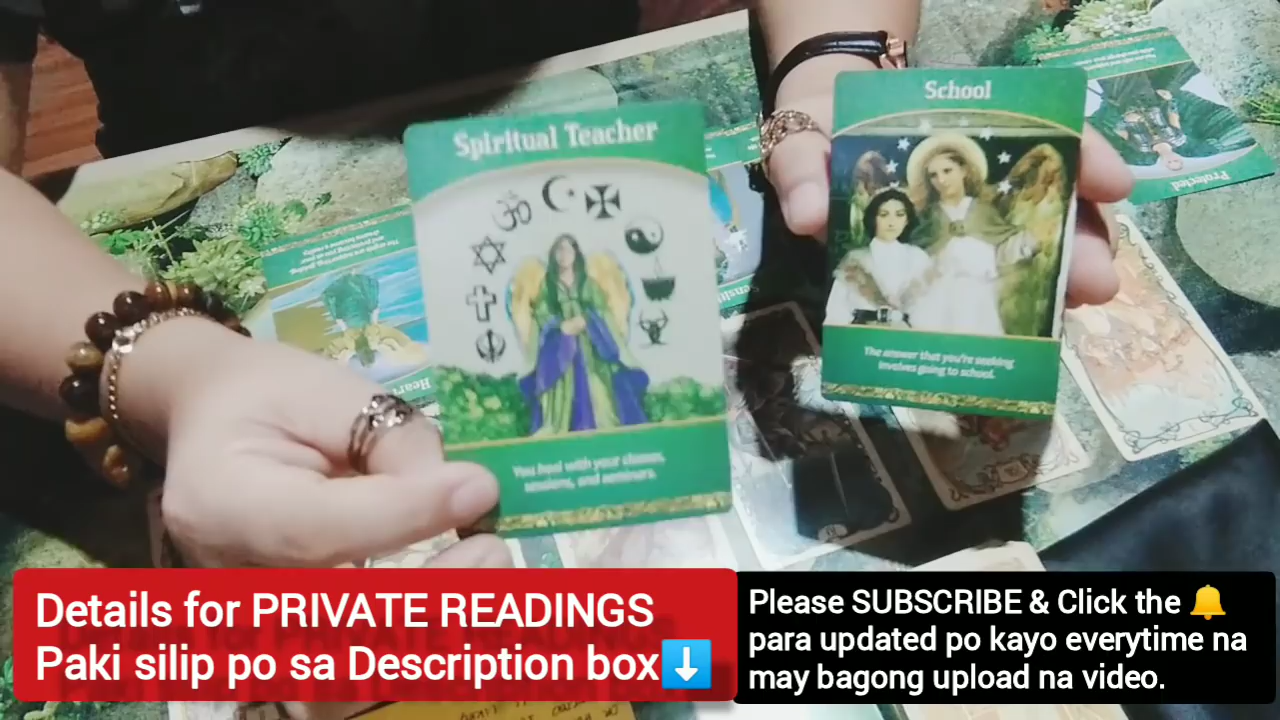 School
Spiritual Teacher
Protected
The answer that you're seeking
involves going to school.
You heal with your classes,
sessions, and seminars.
Details for PRIVATE READINGS
Paki silip po sa Description box⬇️
Please SUBSCRIBE & Click the 🔔
para updated po kayo everytime na
may bagong upload na video.